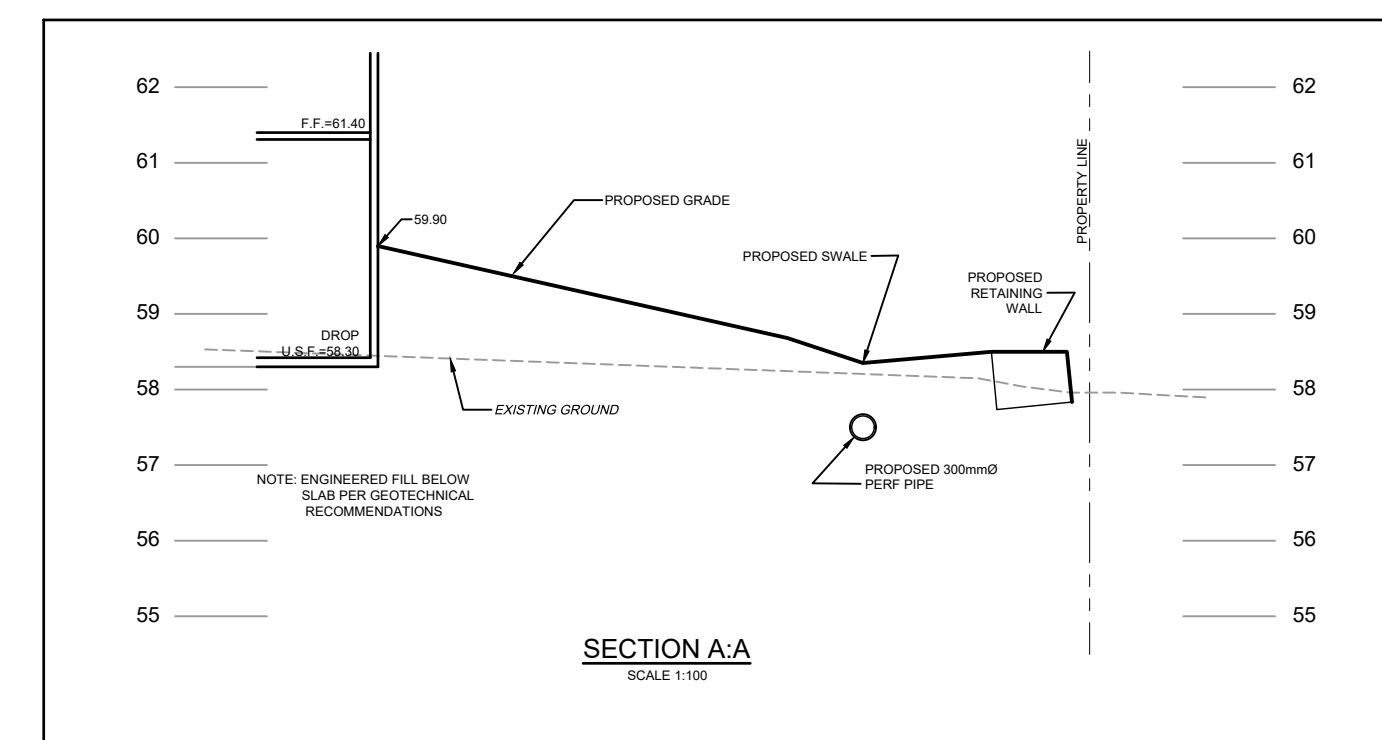 62
62
F.F.=61.40
61
61
PROPERTY LINE
PROPOSED GRADE
59.90
60
60
PROPOSED SWALE
PROPOSED
RETAINING
WALL
59
59
DROP
U.S.F.=58.30
58
58
EXISTING GROUND
57
57
PROPOSED 300mmØ
PERF PIPE
NOTE: ENGINEERED FILL BELOW
SLAB PER GEOTECHNICAL
RECOMMENDATIONS
56
56
55
55
SECTION A:A
SCALE 1:100